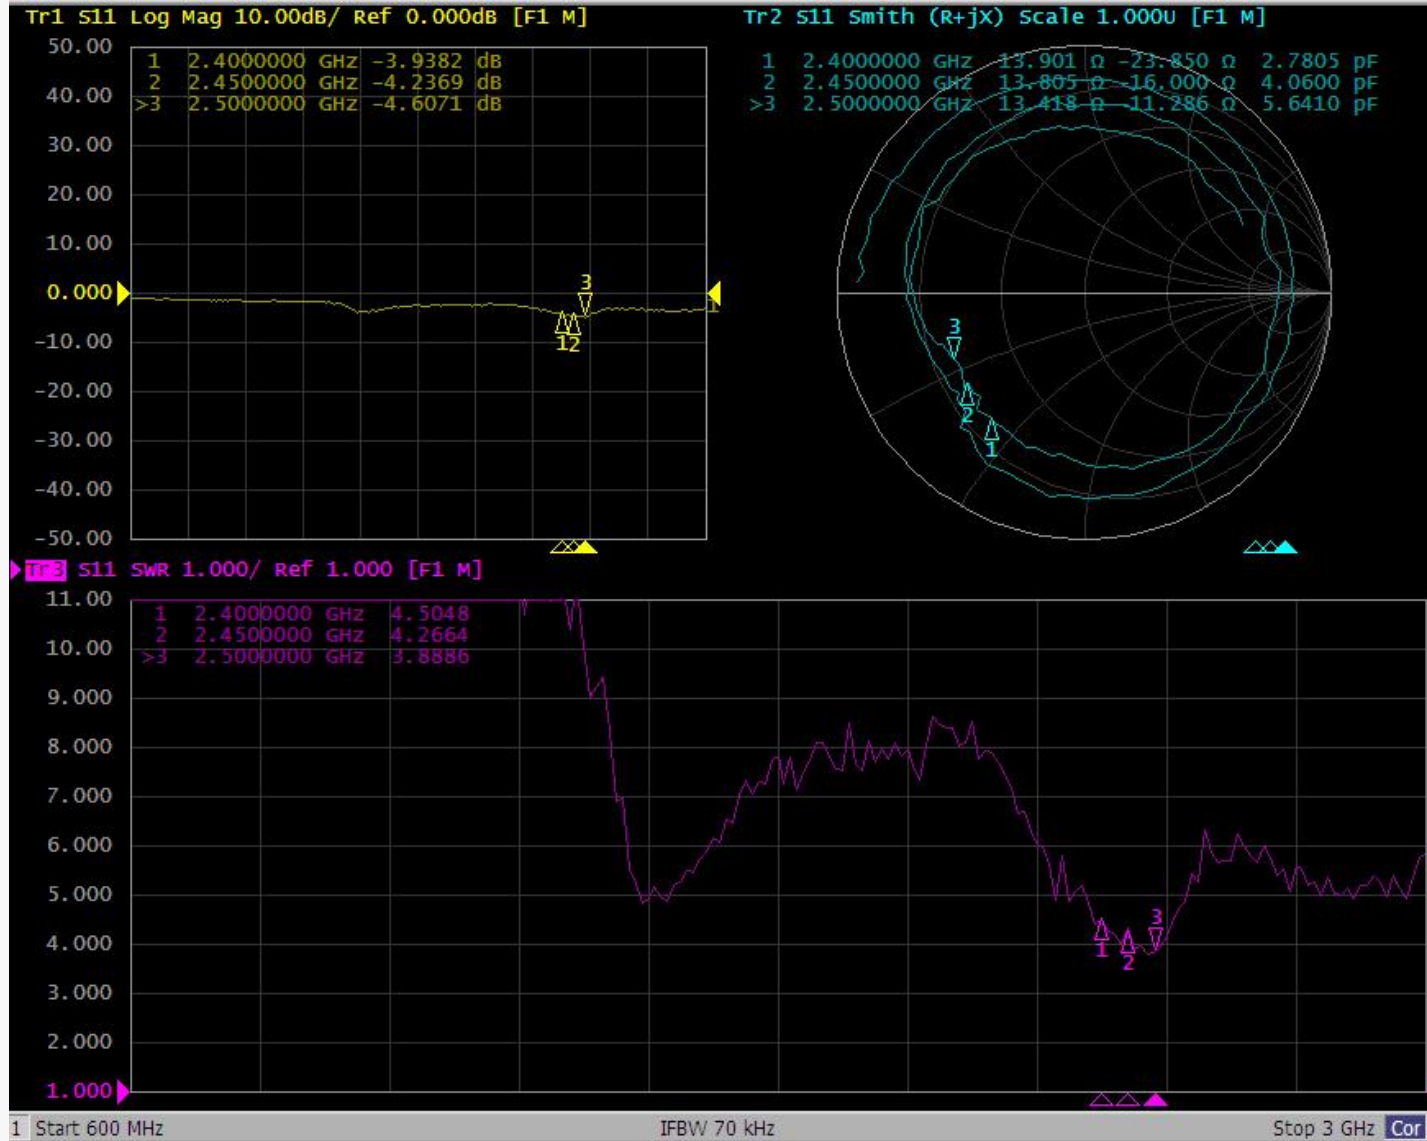 Tr1 S11 Log Mag 10.00dB/ Ref 0.000dB [F1 M]
50.00
1 2.4000000 GHz -3.9382 dB
2 2.4500000 GHz -4.2369 dB
>3 2.5000000 GHz -4.6071 dB
40.00
30.00
20.00
10.00
0.000
-10.00
-20.00
-30.00
-40.00
-50.00
3
1
2
1
Tr2 S11 Smith (R+jX) Scale 1.000U [F1 M]
1 2.4000000 GHz 13.901 Ω -23.850 Ω 2.7805 pF
2 2.4500000 GHz 13.805 Ω -16.000 Ω 4.0600 pF
>3 2.5000000 GHz 13.418 Ω -11.286 Ω 5.6410 pF
3
2
1
Tr3 S11 SWR 1.000/ Ref 1.000 [F1 M]
11.00
1 2.4000000 GHz 4.5048
2 2.4500000 GHz 4.2664
>3 2.5000000 GHz 3.8886
10.00
9.000
8.000
7.000
6.000
5.000
4.000
3.000
2.000
1.000
3
1
2
1 Start 600 MHz IFBW 70 kHz Stop 3 GHz Cor